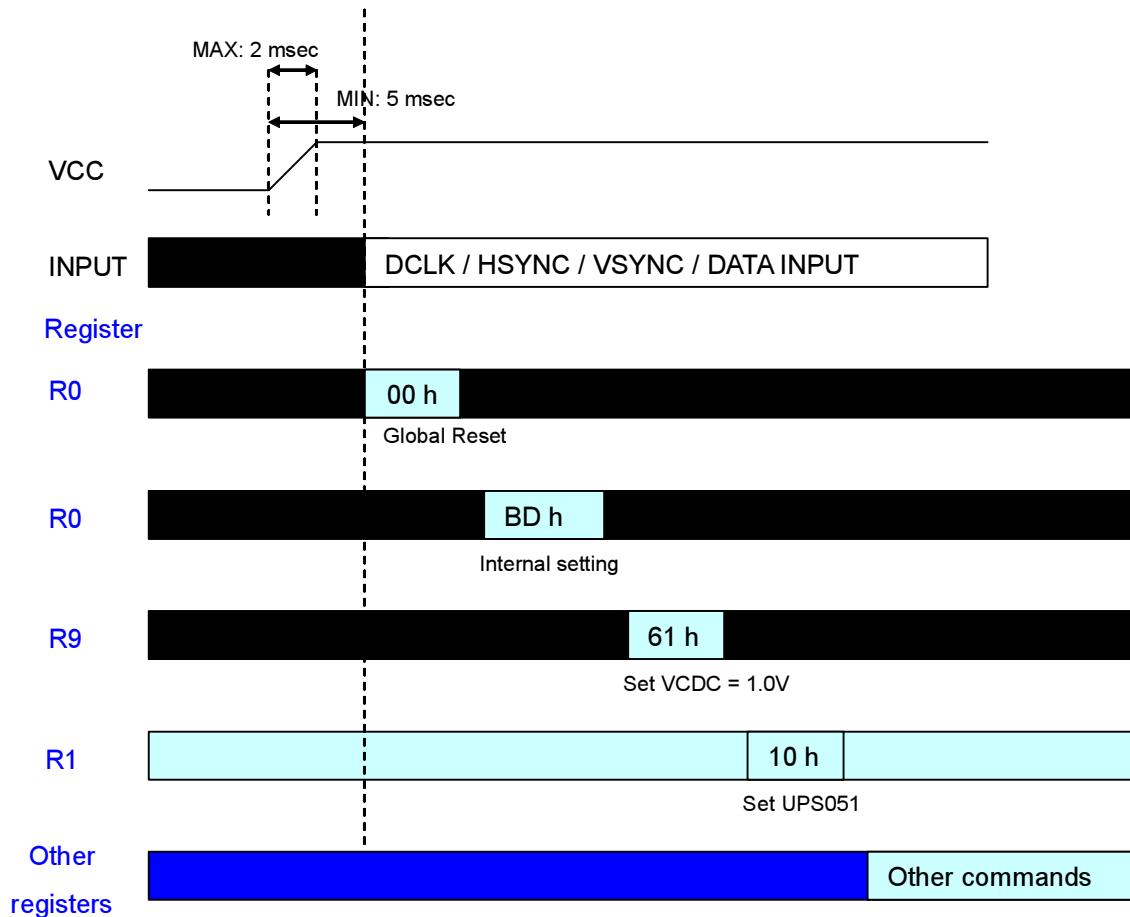 MAX: 2 msec
MIN: 5 msec
VCC
INPUT
DCLK / HSYNC / VSYNC / DATA INPUT
Register
R0
00 h
Global Reset
R0
BD h
Internal setting
R9
61 h
Set VCDC = 1.0V
R1
10 h
Set UPS051
Other
registers
Other commands